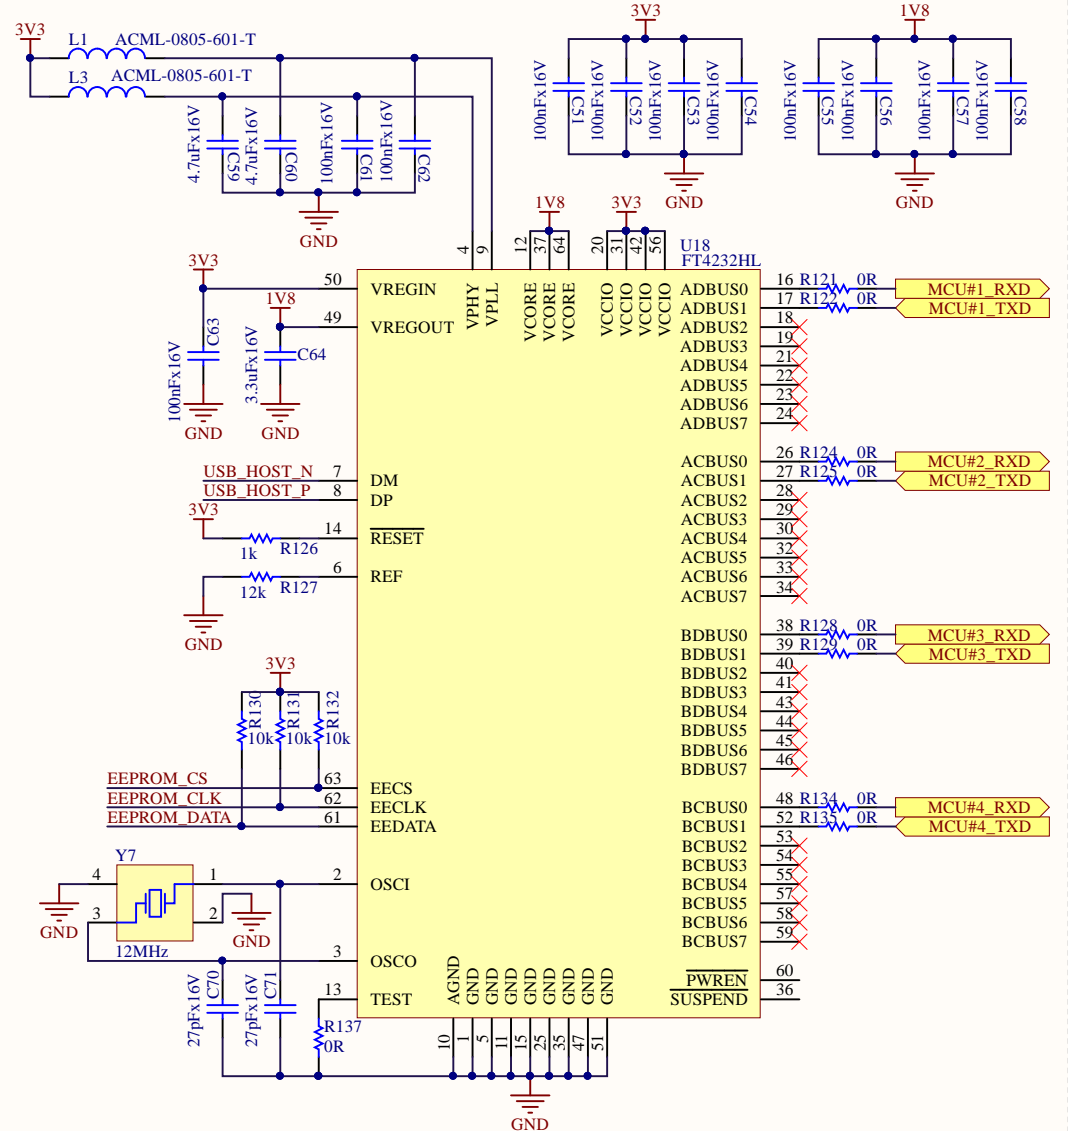 3V3
L1 ACML-0805-601-T
L3 ACML-0805-601-T
4.7uFx16V C59
4.7uFx16V C60
100nFx16V C61
100nFx16V C62
GND
3V3
100nFx16V C51
100nFx16V C52
100nFx16V C53
100nFx16V C54
GND
1V8
100nFx16V C55
100nFx16V C56
100nFx16V C57
100nFx16V C58
GND
1V8
3V3
4 9 12 37 64 20 31 42 56
U18
FT4232HL
VPHY VPLL VCORE VCORE VCORE VCCIO VCCIO VCCIO VCCIO
3V3
50 VREGIN
1V8
49 VREGOUT
100nFx16V C63
3.3uFx16V C64
GND GND
USB_HOST_N 7 DM
USB_HOST_P 8 DP
3V3
14 RESET
1k R126
6 REF
12k R127
GND
3V3
R130 10k
R131 10k
R132 10k
EEPROM_CS 63 EECS
EEPROM_CLK 62 EECLK
EEPROM_DATA 61 EEDATA
Y7
4 1 2 OSCI
GND
3 2
GND
12MHz
3 OSCO
27pFx16V C70
27pFx16V C71
13 TEST
R137
0R
AGND GND GND GND GND GND GND GND GND
10 1 5 11 15 25 35 47 51
GND
ADBUS0 16 R121 0R MCU#1_RXD
ADBUS1 17 R122 0R MCU#1_TXD
ADBUS2 18
ADBUS3 19
ADBUS4 21
ADBUS5 22
ADBUS6 23
ADBUS7 24
ACBUS0 26 R124 0R MCU#2_RXD
ACBUS1 27 R125 0R MCU#2_TXD
ACBUS2 28
ACBUS3 29
ACBUS4 30
ACBUS5 32
ACBUS6 33
ACBUS7 34
BDBUS0 38 R128 0R MCU#3_RXD
BDBUS1 39 R129 0R MCU#3_TXD
BDBUS2 40
BDBUS3 41
BDBUS4 43
BDBUS5 44
BDBUS6 45
BDBUS7 46
BCBUS0 48 R134 0R MCU#4_RXD
BCBUS1 52 R135 0R MCU#4_TXD
BCBUS2 53
BCBUS3 54
BCBUS4 55
BCBUS5 57
BCBUS6 58
BCBUS7 59
PWREN 60
SUSPEND 36